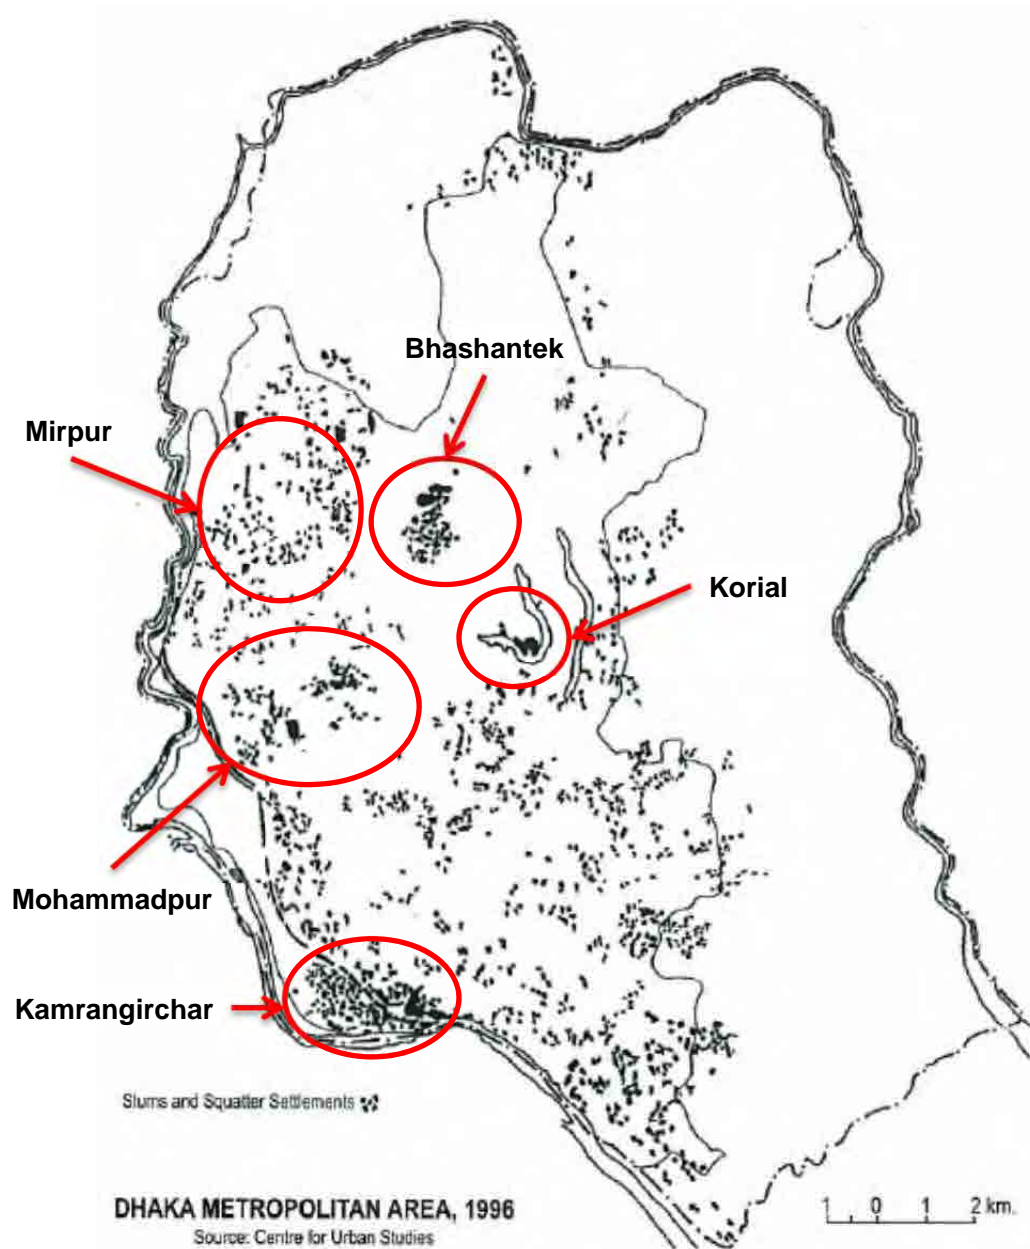 Bhashantek
Mirpur
Korial
Mohammadpur
Kamrangirchar
Slums and Squatter Settlements
DHAKA METROPOLITAN AREA, 1996
Source: Centre for Urban Studies
1 0 1 2 km.